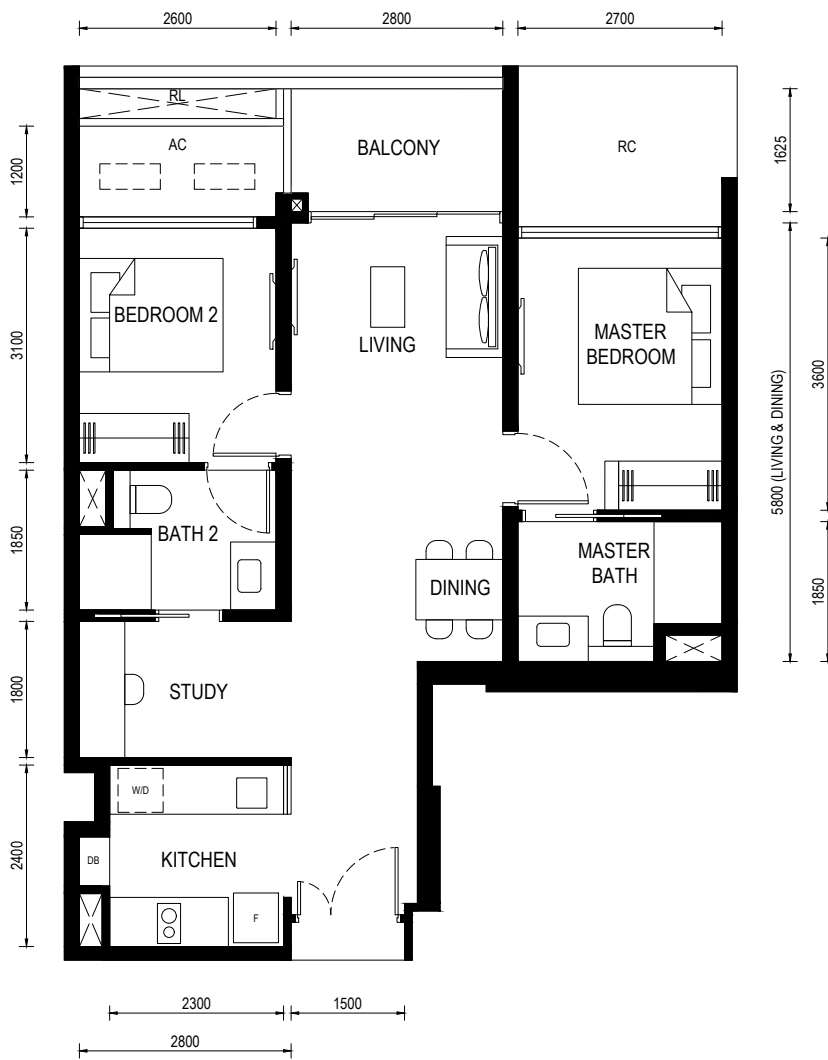 2600
2800
2700
RL
AC
BALCONY
RC
1200
1625
BEDROOM 2
LIVING
MASTER
BEDROOM
3100
5800 (LIVING & DINING)
3600
BATH 2
MASTER
BATH
DINING
1850
1850
STUDY
1800
W/D
KITCHEN
DB
F
2400
2300
1500
2800